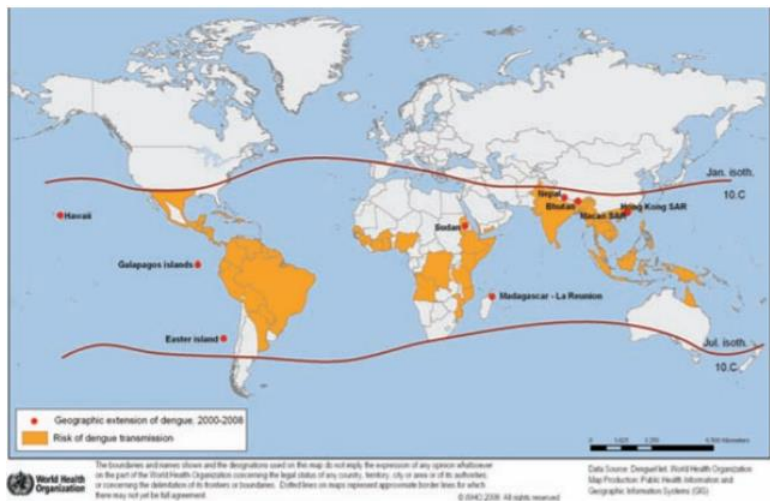 Jan. isoth.
10.C
Nepal
Bhutan
Hong Kong SAR
Macau SAR
Hawaii
Sudan
Galapagos islands
Madagascar - La Reunion
Easter island
Jul. isoth.
10.C
Geographic extension of dengue, 2000-2008
Risk of dengue transmission
Kilometers
World Health
Organization
The boundaries and names shown and the designations used on this map do not imply the expression of any opinion whatsoever
on the part of the World Health Organization concerning the legal status of any country, territory, city or area or of its authorities,
or concerning the delimitation of its frontiers or boundaries. Dotted lines on maps represent approximate border lines for which
there may not yet be full agreement.
© WHO 2008. All rights reserved
Data Source: DengueNet, World Health Organization
Map Production: Public Health Information and
Geographic Information Systems (GIS)